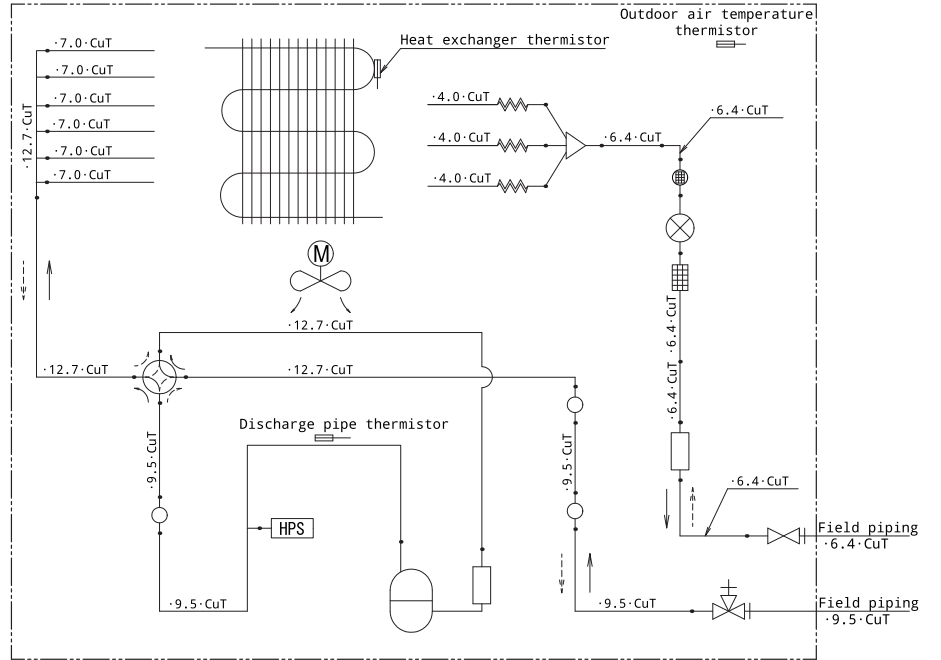 Outdoor air temperature
thermistor
Heat exchanger thermistor
·7.0·CuT
·7.0·CuT
·7.0·CuT
·7.0·CuT
·7.0·CuT
·7.0·CuT
·12.7·CuT
·4.0·CuT
·4.0·CuT
·4.0·CuT
·6.4·CuT
·6.4·CuT
M
·12.7·CuT
·6.4·CuT
·12.7·CuT
·12.7·CuT
·6.4·CuT
Discharge pipe thermistor
·9.5·CuT
·9.5·CuT
·6.4·CuT
HPS
Field piping
·6.4·CuT
·9.5·CuT
·9.5·CuT
Field piping
·9.5·CuT